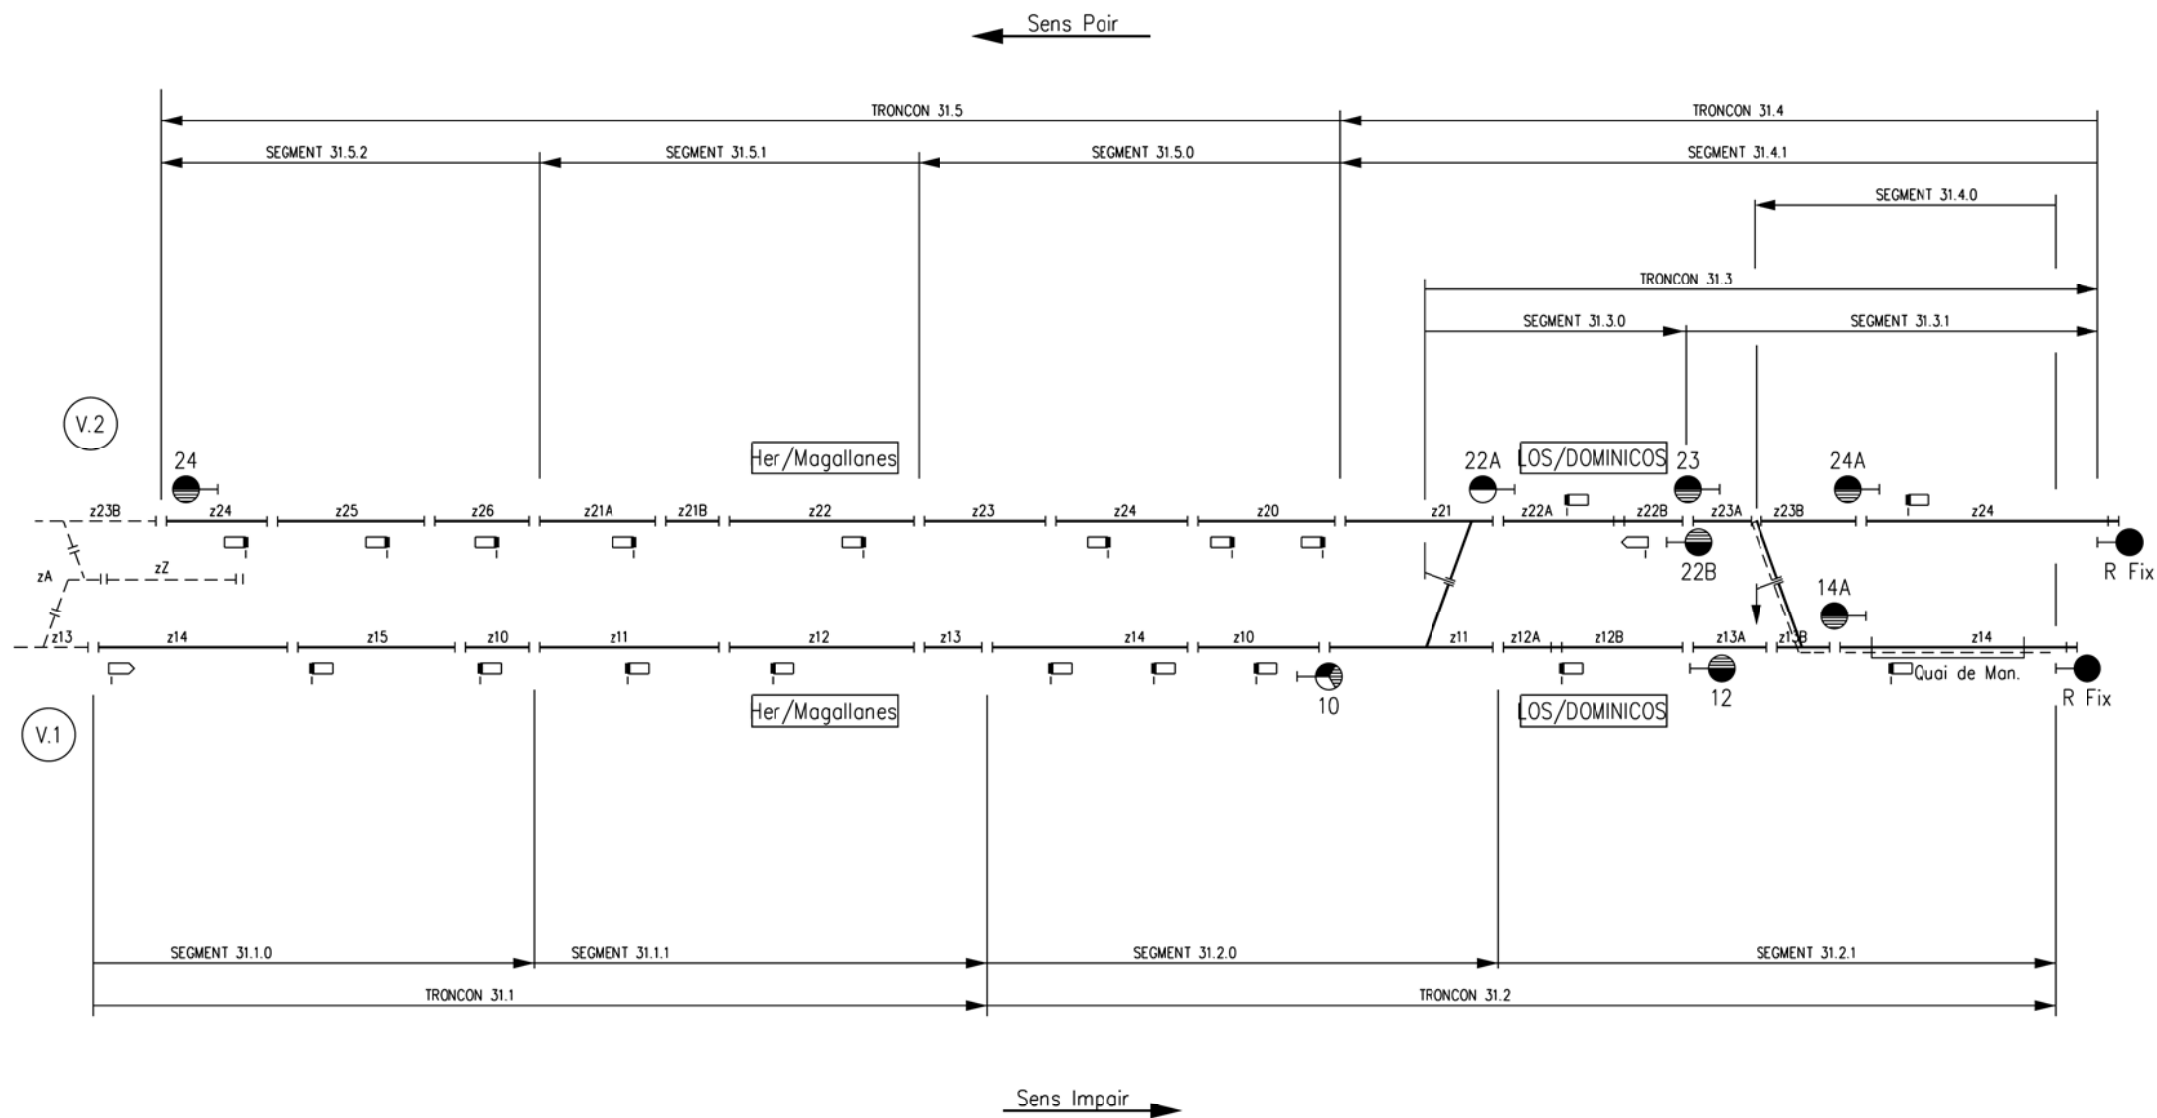 Sens Pair
TRONCON 31.5 TRONCON 31.4
SEGMENT 31.5.2 SEGMENT 31.5.1 SEGMENT 31.5.0 SEGMENT 31.4.1
SEGMENT 31.4.0
TRONCON 31.3
SEGMENT 31.3.0 SEGMENT 31.3.1
V.2
Her/Magallanes LOS/DOMINICOS
24 22A 23 24A
z23B z24 z25 z26 z21A z21B z22 z23 z24 z20 z21 z22A z22B z23A z23B z24
22B R Fix
zA zZ
14A
z13 z14 z15 z10 z11 z12 z13 z14 z10 z11 z12A z12B z13A z13B z14
Quai de Man.
10 12 R Fix
V.1
Her/Magallanes LOS/DOMINICOS
SEGMENT 31.1.0 SEGMENT 31.1.1 SEGMENT 31.2.0 SEGMENT 31.2.1
TRONCON 31.1 TRONCON 31.2
Sens Impair